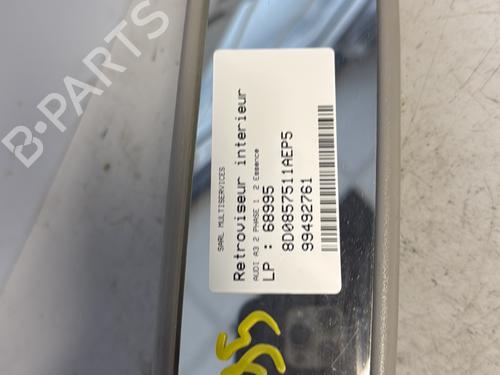 B-PARTS
SARL MULTISERVICES
Retroviseur interieur
AUDI A3 2 PHASE 1 2 Essence
LP : 68995
8D0857511AEP5
99492761